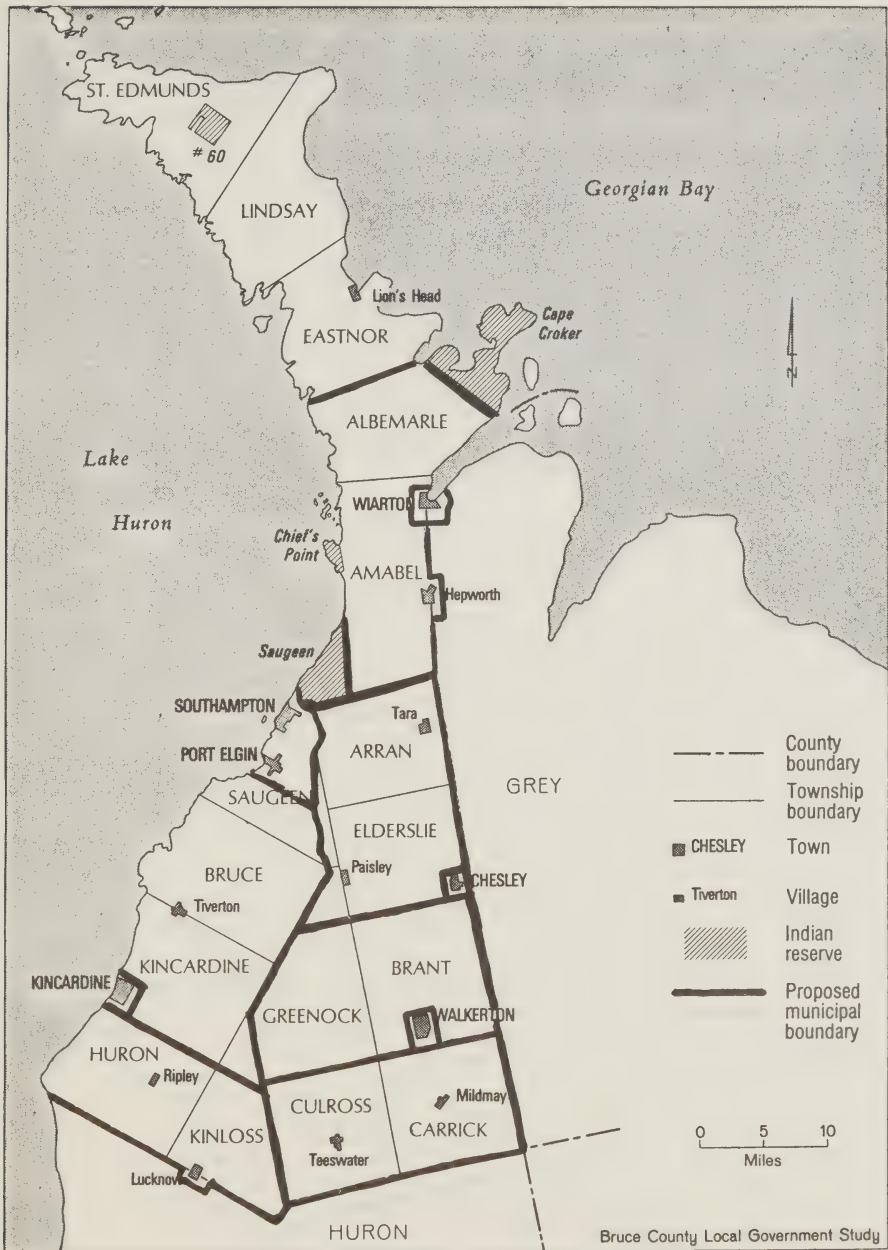 ST. EDMUNDS
# 60
LINDSAY
Georgian Bay
Lion's Head
Cape
Croker
EASTNOR
N
ALBEMARLE
Lake
Huron
WIARTON
Chief's
Point
AMABEL
Hepworth
Saugeen
SOUTHAMPTON
Tara
PORT ELGIN
ARRAN
GREY
SAUGEEN
ELDERSLIE
BRUCE
Paisley
CHESLEY
Tiverton
KINCARDINE
KINCARDINE
BRANT
GREENOCK
WALKERTON
HURON
Ripley
CULROSS
Mildmay
KINLOSS
CARRICK
Teeswater
Lucknow
HURON
County
boundary
Township
boundary
CHESLEY Town
Tiverton Village
Indian
reserve
Proposed
municipal
boundary
0 5 10
Miles
Bruce County Local Government Study